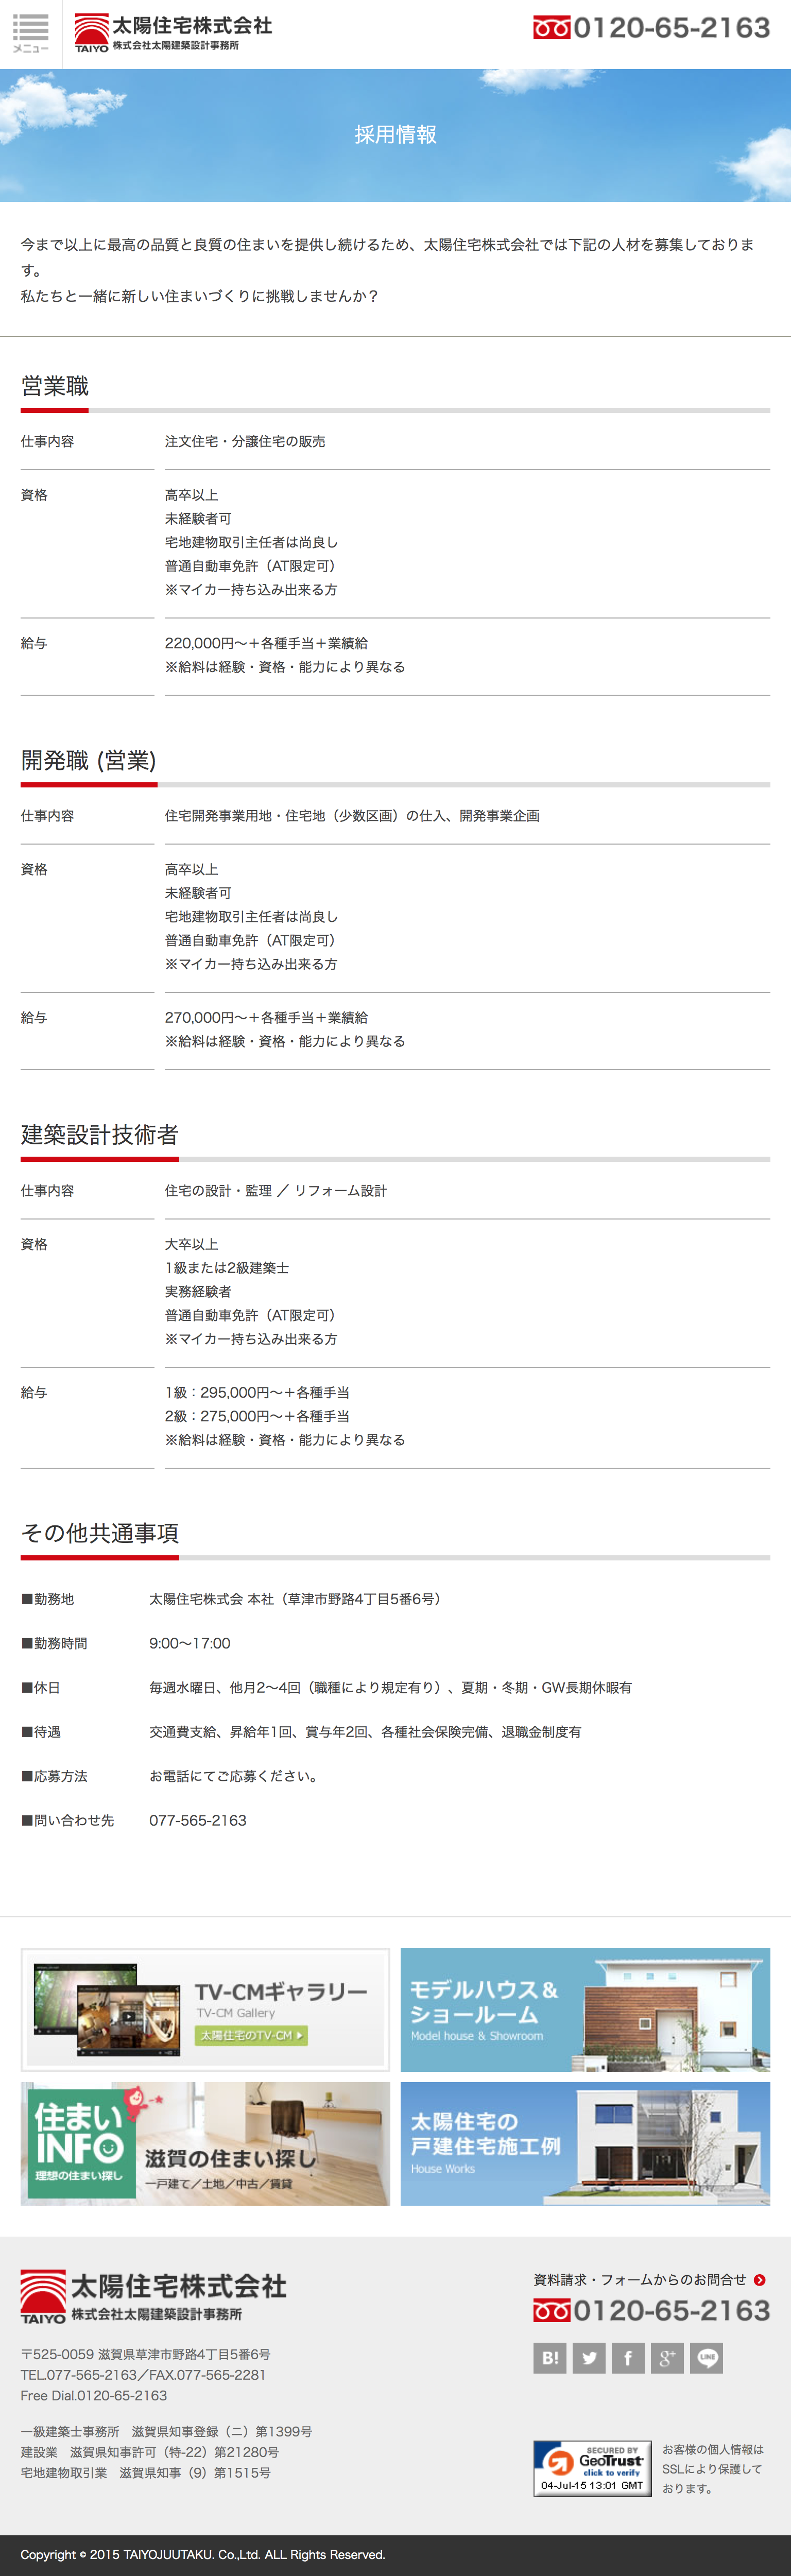 メニュー
TAIYO
太陽住宅株式会社
株式会社太陽建築設計事務所
0120-65-2163
採用情報
今まで以上に最高の品質と良質の住まいを提供し続けるため、太陽住宅株式会社では下記の人材を募集しておりま
す。
私たちと一緒に新しい住まいづくりに挑戦しませんか？
営業職
仕事内容 注文住宅・分譲住宅の販売
資格 高卒以上
未経験者可
宅地建物取引主任者は尚良し
普通自動車免許（AT限定可）
※マイカー持ち込み出来る方
給与 220,000円〜＋各種手当＋業績給
※給料は経験・資格・能力により異なる
開発職 (営業)
仕事内容 住宅開発事業用地・住宅地（少数区画）の仕入、開発事業企画
資格 高卒以上
未経験者可
宅地建物取引主任者は尚良し
普通自動車免許（AT限定可）
※マイカー持ち込み出来る方
給与 270,000円〜＋各種手当＋業績給
※給料は経験・資格・能力により異なる
建築設計技術者
仕事内容 住宅の設計・監理 ／ リフォーム設計
資格 大卒以上
1級または2級建築士
実務経験者
普通自動車免許（AT限定可）
※マイカー持ち込み出来る方
給与 1級：295,000円〜＋各種手当
2級：275,000円〜＋各種手当
※給料は経験・資格・能力により異なる
その他共通事項
■勤務地 太陽住宅株式会 本社（草津市野路4丁目5番6号）
■勤務時間 9:00〜17:00
■休日 毎週水曜日、他月2〜4回（職種により規定有り）、夏期・冬期・GW長期休暇有
■待遇 交通費支給、昇給年1回、賞与年2回、各種社会保険完備、退職金制度有
■応募方法 お電話にてご応募ください。
■問い合わせ先 077-565-2163
TV-CMギャラリー
TV-CM Gallery
太陽住宅のTV-CM
モデルハウス＆
ショールーム
Model house & Showroom
住まい
INFO
理想の住まい探し
滋賀の住まい探し
一戸建て／土地／中古／賃貸
太陽住宅の
戸建住宅施工例
House Works
TAIYO
太陽住宅株式会社
株式会社太陽建築設計事務所
〒525-0059 滋賀県草津市野路4丁目5番6号
TEL.077-565-2163／FAX.077-565-2281
Free Dial.0120-65-2163
一級建築士事務所　滋賀県知事登録（ニ）第1399号
建設業　滋賀県知事許可（特-22）第21280号
宅地建物取引業　滋賀県知事（9）第1515号
資料請求・フォームからのお問合せ
0120-65-2163
B!
f
g+
LINE
SECURED BY
GeoTrust
click to verify
04-Jul-15 13:01 GMT
お客様の個人情報は
SSLにより保護して
おります。
Copyright © 2015 TAIYOJUUTAKU. Co.,Ltd. ALL Rights Reserved.